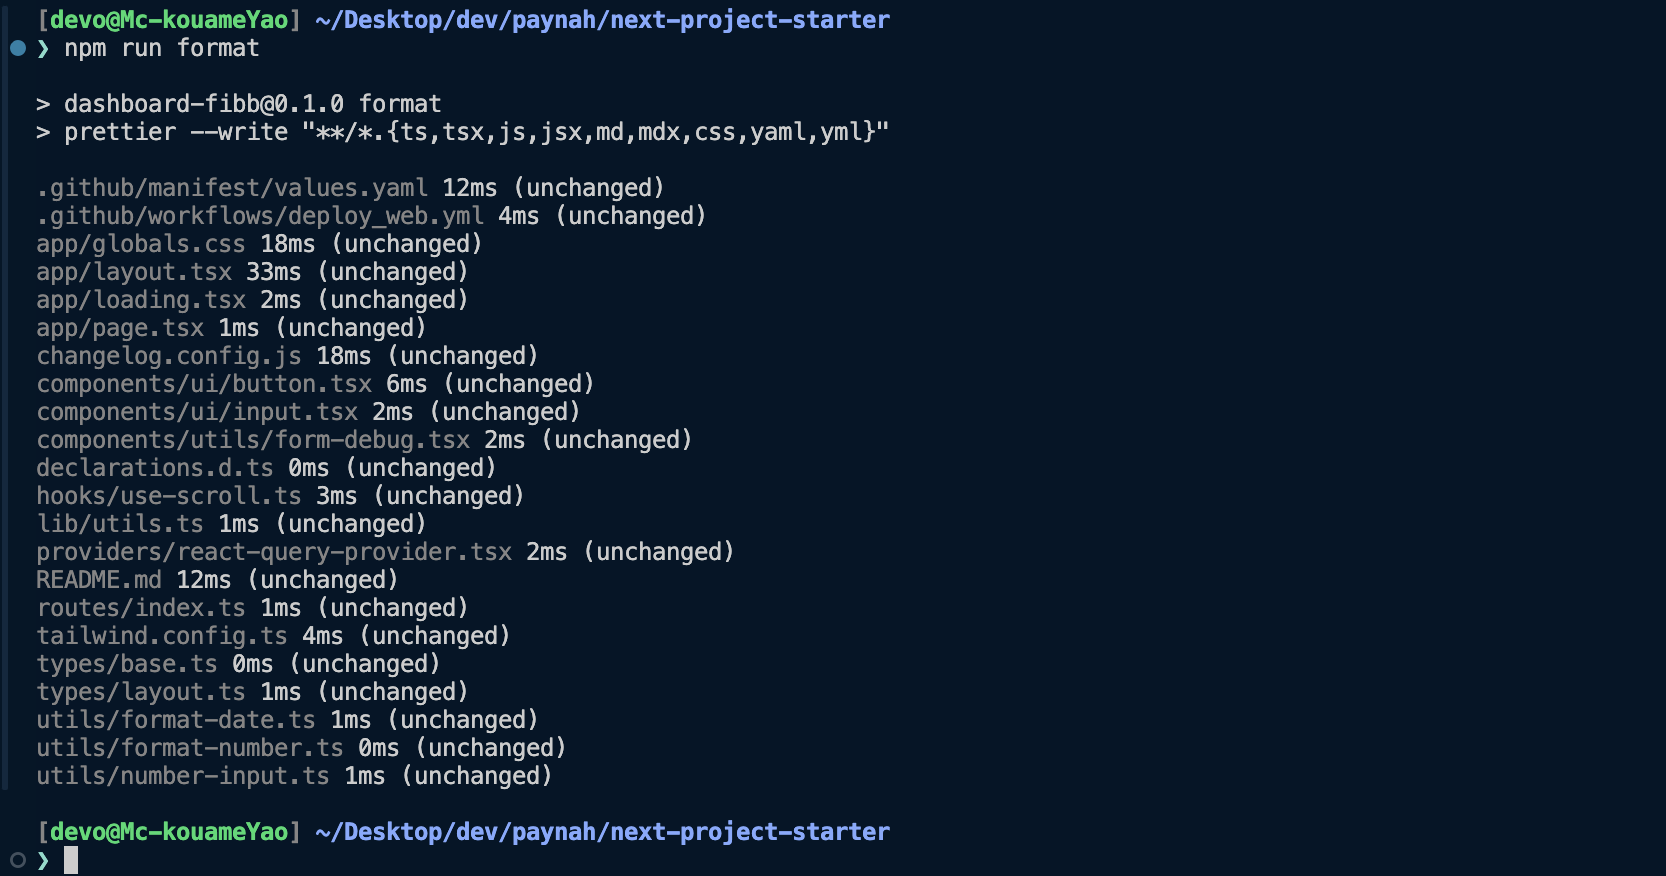 [devo@Mc-kouameYao] ~/Desktop/dev/paynah/next-project-starter
❯ npm run format
> dashboard-fibb@0.1.0 format
> prettier --write "**/*.{ts,tsx,js,jsx,md,mdx,css,yaml,yml}"
.github/manifest/values.yaml 12ms (unchanged)
.github/workflows/deploy_web.yml 4ms (unchanged)
app/globals.css 18ms (unchanged)
app/layout.tsx 33ms (unchanged)
app/loading.tsx 2ms (unchanged)
app/page.tsx 1ms (unchanged)
changelog.config.js 18ms (unchanged)
components/ui/button.tsx 6ms (unchanged)
components/ui/input.tsx 2ms (unchanged)
components/utils/form-debug.tsx 2ms (unchanged)
declarations.d.ts 0ms (unchanged)
hooks/use-scroll.ts 3ms (unchanged)
lib/utils.ts 1ms (unchanged)
providers/react-query-provider.tsx 2ms (unchanged)
README.md 12ms (unchanged)
routes/index.ts 1ms (unchanged)
tailwind.config.ts 4ms (unchanged)
types/base.ts 0ms (unchanged)
types/layout.ts 1ms (unchanged)
utils/format-date.ts 1ms (unchanged)
utils/format-number.ts 0ms (unchanged)
utils/number-input.ts 1ms (unchanged)
[devo@Mc-kouameYao] ~/Desktop/dev/paynah/next-project-starter
❯